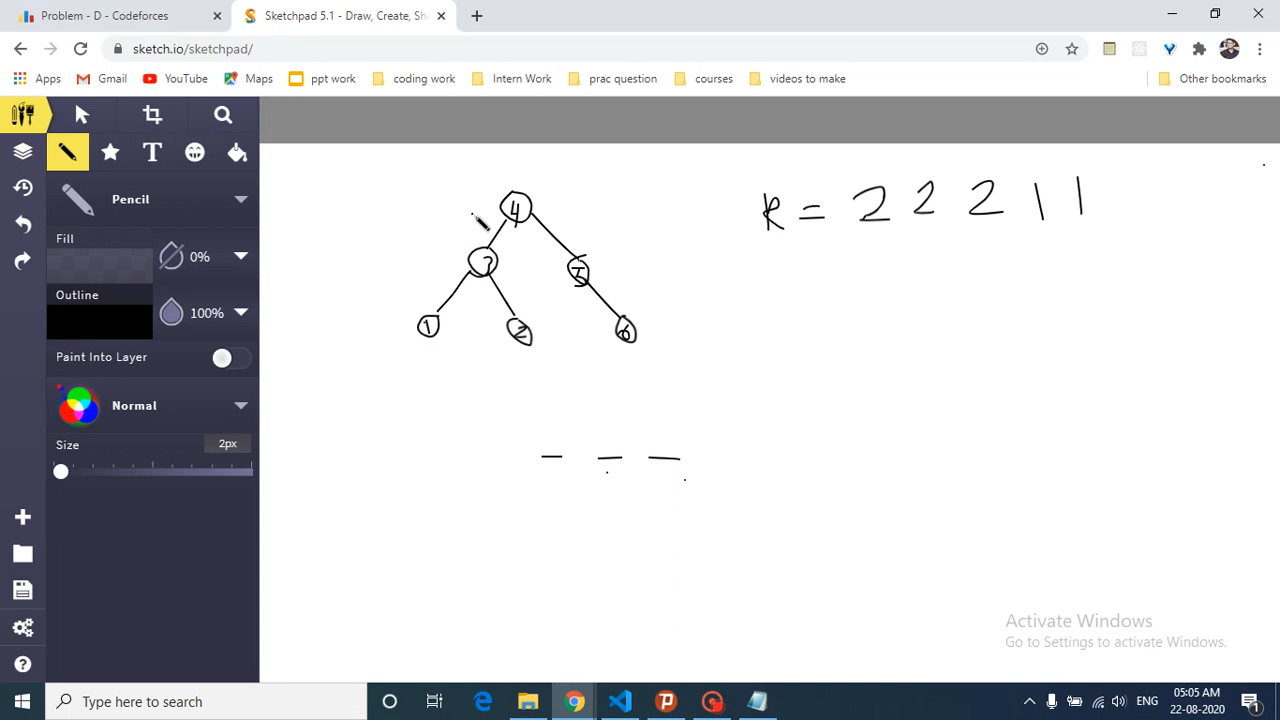 Problem - D - Codeforces
Sketchpad 5.1 - Draw, Create, Sh
sketch.io/sketchpad/
Apps
Gmail
YouTube
Maps
ppt work
coding work
Intern Work
prac question
courses
videos to make
Other bookmarks
Pencil
Fill
0%
Outline
100%
Paint Into Layer
Normal
Size
2px
4
5
1
2
6
K = 2 2 2 1 1
Activate Windows
Go to Settings to activate Windows.
Type here to search
ENG
05:05 AM
22-08-2020
1